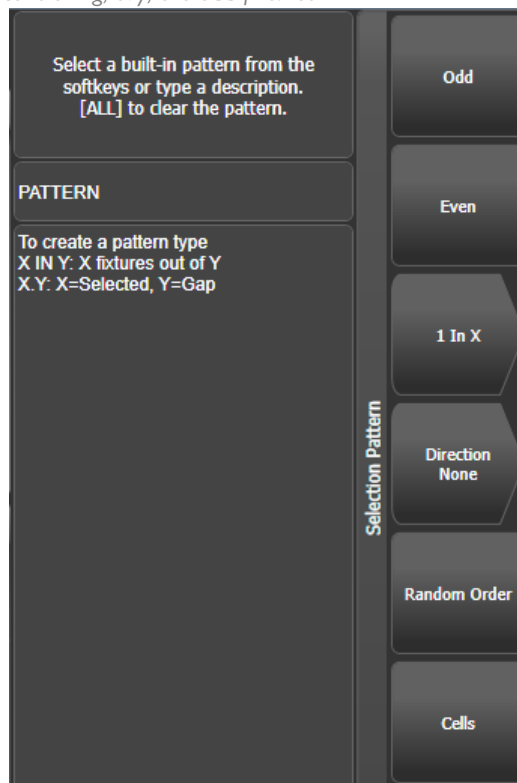 Select a built-in pattern from the
softkeys or type a description.
[ALL] to clear the pattern.
PATTERN
To create a pattern type
X IN Y: X fixtures out of Y
X.Y: X=Selected, Y=Gap
Selection Pattern
Odd
Even
1 In X
Direction
None
Random Order
Cells